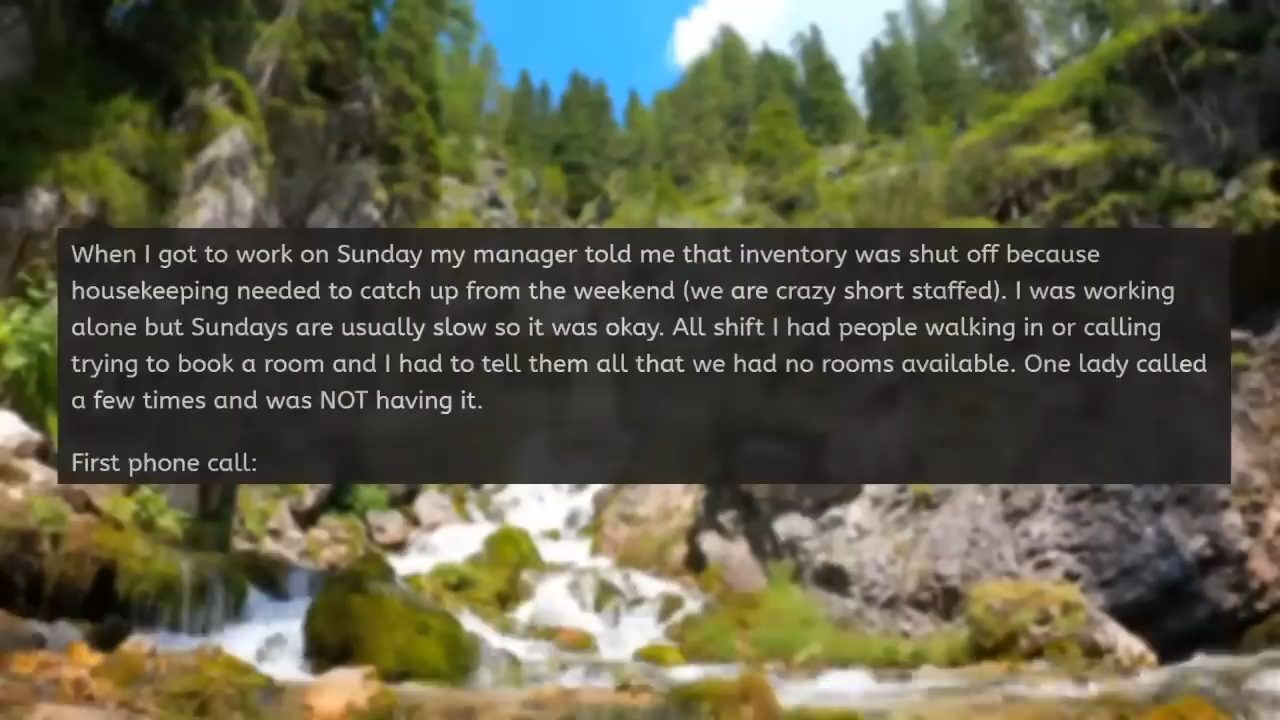 When I got to work on Sunday my manager told me that inventory was shut off because
housekeeping needed to catch up from the weekend (we are crazy short staffed). I was working
alone but Sundays are usually slow so it was okay. All shift I had people walking in or calling
trying to book a room and I had to tell them all that we had no rooms available. One lady called
a few times and was NOT having it.
First phone call: